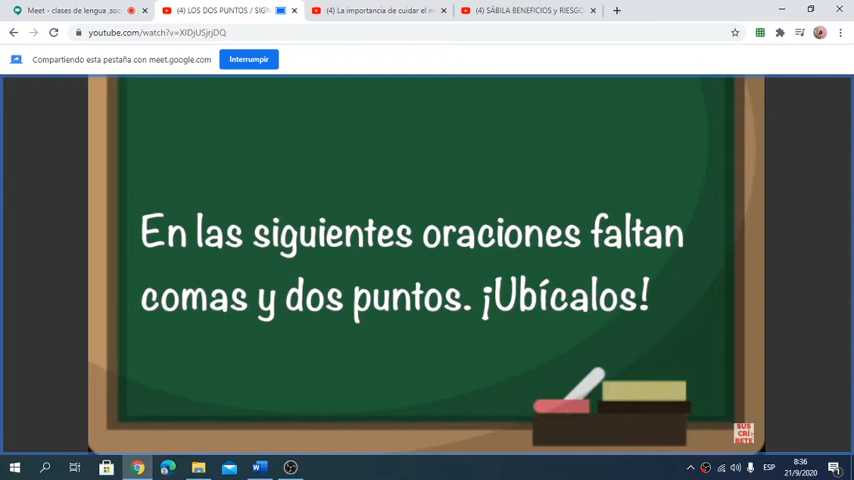 Meet - clases de lengua ,soc
(4) LOS DOS PUNTOS / SIGN
(4) La importancia de cuidar el m
(4) SÁBILA BENEFICIOS y RIESGO
youtube.com/watch?v=XIDjUSjrjDQ
Compartiendo esta pestaña con meet.google.com
Interrumpir
En las siguientes oraciones faltan
comas y dos puntos. ¡Ubícalos!
SUS
CRÍ
BETE
8:36
ESP
21/9/2020